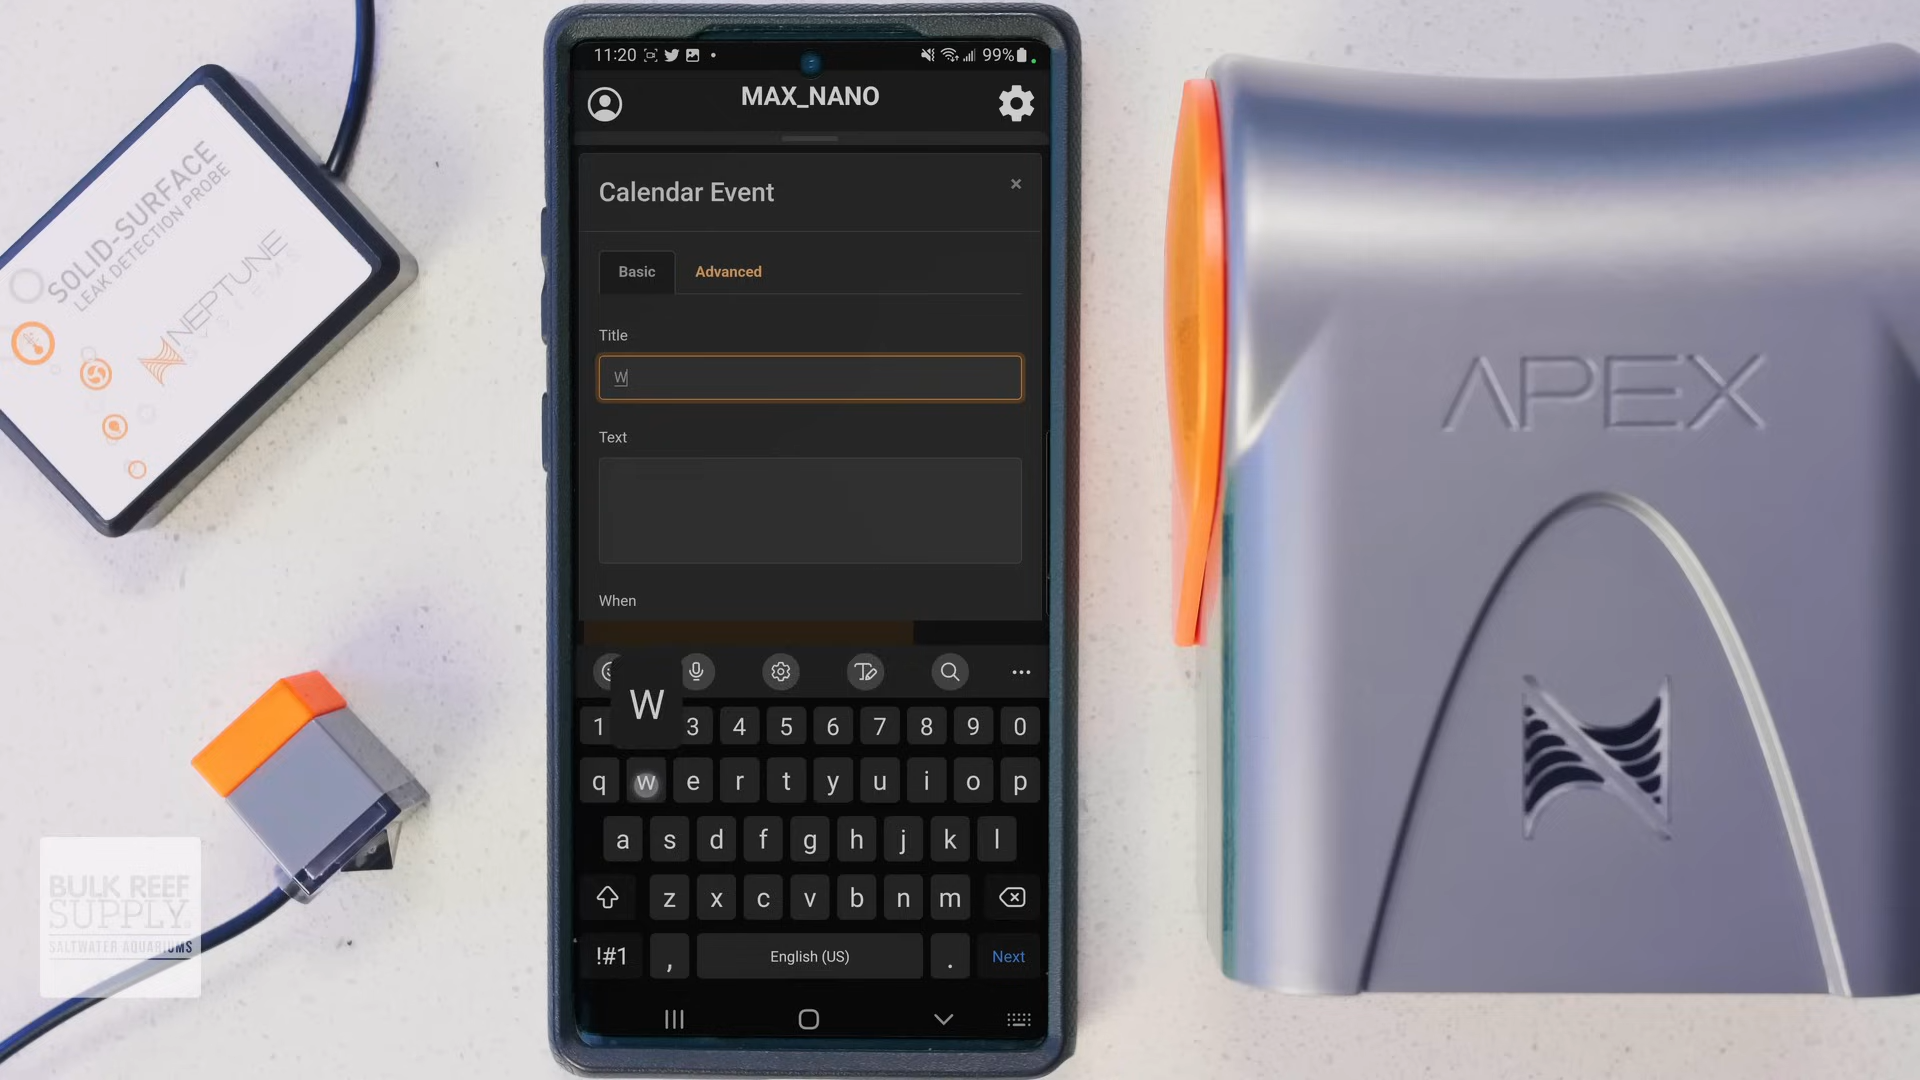 SOLID-SURFACE
LEAK DETECTION PROBE
NEPTUNE
SYSTEMS
BULK REEF
SUPPLY
SALTWATER AQUARIUMS
11:20
99%
MAX_NANO
Calendar Event
×
Basic
Advanced
Title
W
Text
When
W
1 3 4 5 6 7 8 9 0
q w e r t y u i o p
a s d f g h j k l
z x c v b n m
!#1 , English (US) . Next
APEX